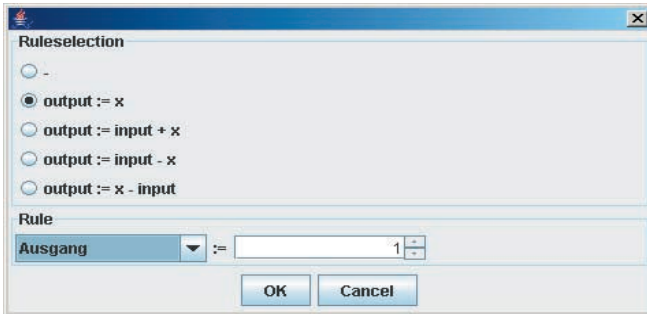 Ruleselection
-
output := x
output := input + x
output := input - x
output := x - input
Rule
Ausgang := 1
OK Cancel